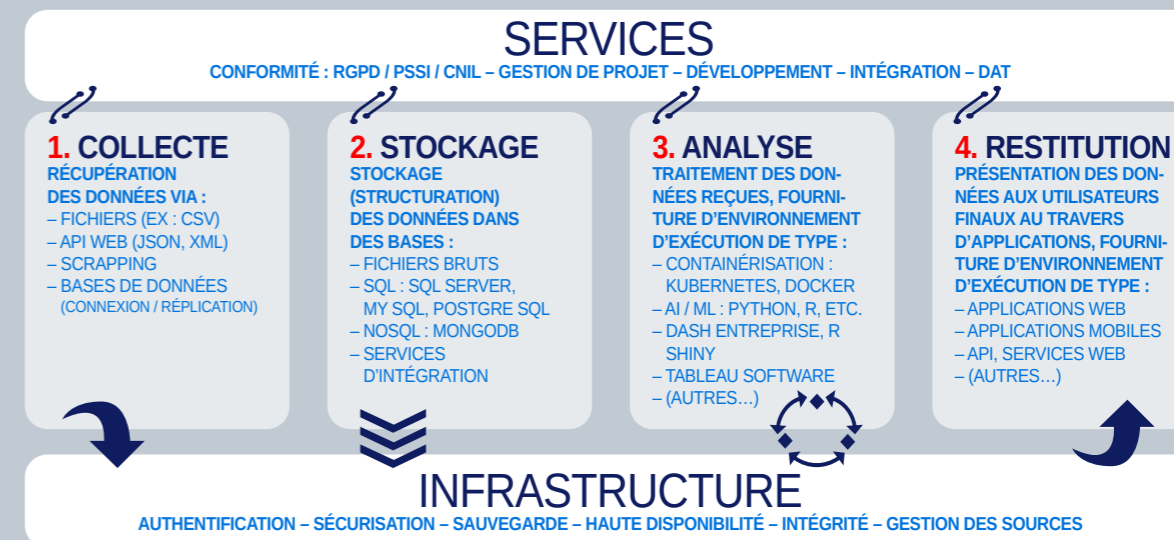 SERVICES
CONFORMITÉ : RGPD / PSSI / CNIL – GESTION DE PROJET – DÉVELOPPEMENT – INTÉGRATION – DAT
1. COLLECTE
RÉCUPÉRATION
DES DONNÉES VIA :
– FICHIERS (EX : CSV)
– API WEB (JSON, XML)
– SCRAPPING
– BASES DE DONNÉES
(CONNEXION / RÉPLICATION)
2. STOCKAGE
STOCKAGE
(STRUCTURATION)
DES DONNÉES DANS
DES BASES :
– FICHIERS BRUTS
– SQL : SQL SERVER,
MY SQL, POSTGRE SQL
– NOSQL : MONGODB
– SERVICES
D’INTÉGRATION
3. ANALYSE
TRAITEMENT DES DON-
NÉES REÇUES, FOURNI-
TURE D’ENVIRONNEMENT
D’EXÉCUTION DE TYPE :
– CONTAINÉRISATION :
KUBERNETES, DOCKER
– AI / ML : PYTHON, R, ETC.
– DASH ENTREPRISE, R
SHINY
– TABLEAU SOFTWARE
– (AUTRES…)
4. RESTITUTION
PRÉSENTATION DES DON-
NÉES AUX UTILISATEURS
FINAUX AU TRAVERS
D’APPLICATIONS, FOURNI-
TURE D’ENVIRONNEMENT
D’EXÉCUTION DE TYPE :
– APPLICATIONS WEB
– APPLICATIONS MOBILES
– API, SERVICES WEB
– (AUTRES…)
INFRASTRUCTURE
AUTHENTIFICATION – SÉCURISATION – SAUVEGARDE – HAUTE DISPONIBILITÉ – INTÉGRITÉ – GESTION DES SOURCES